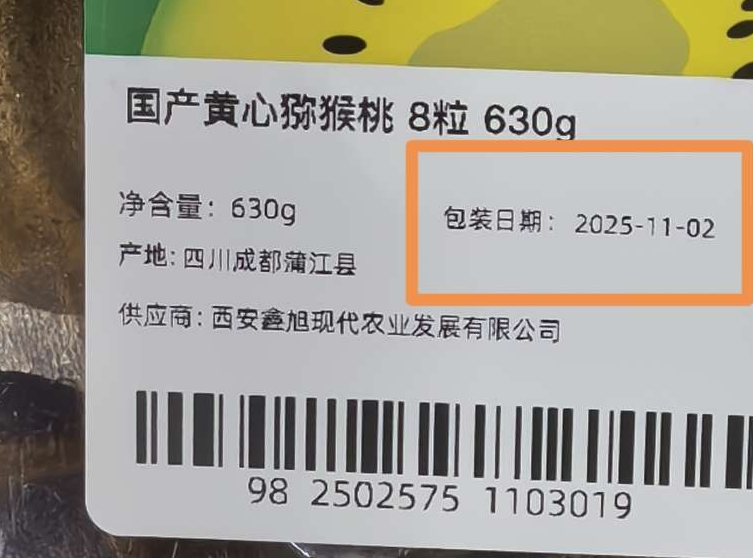 国产黄心猕猴桃 8粒 630g
净含量：630g
包装日期：2025-11-02
产地：四川成都蒲江县
供应商：西安鑫旭现代农业发展有限公司
98 2502575 1103019